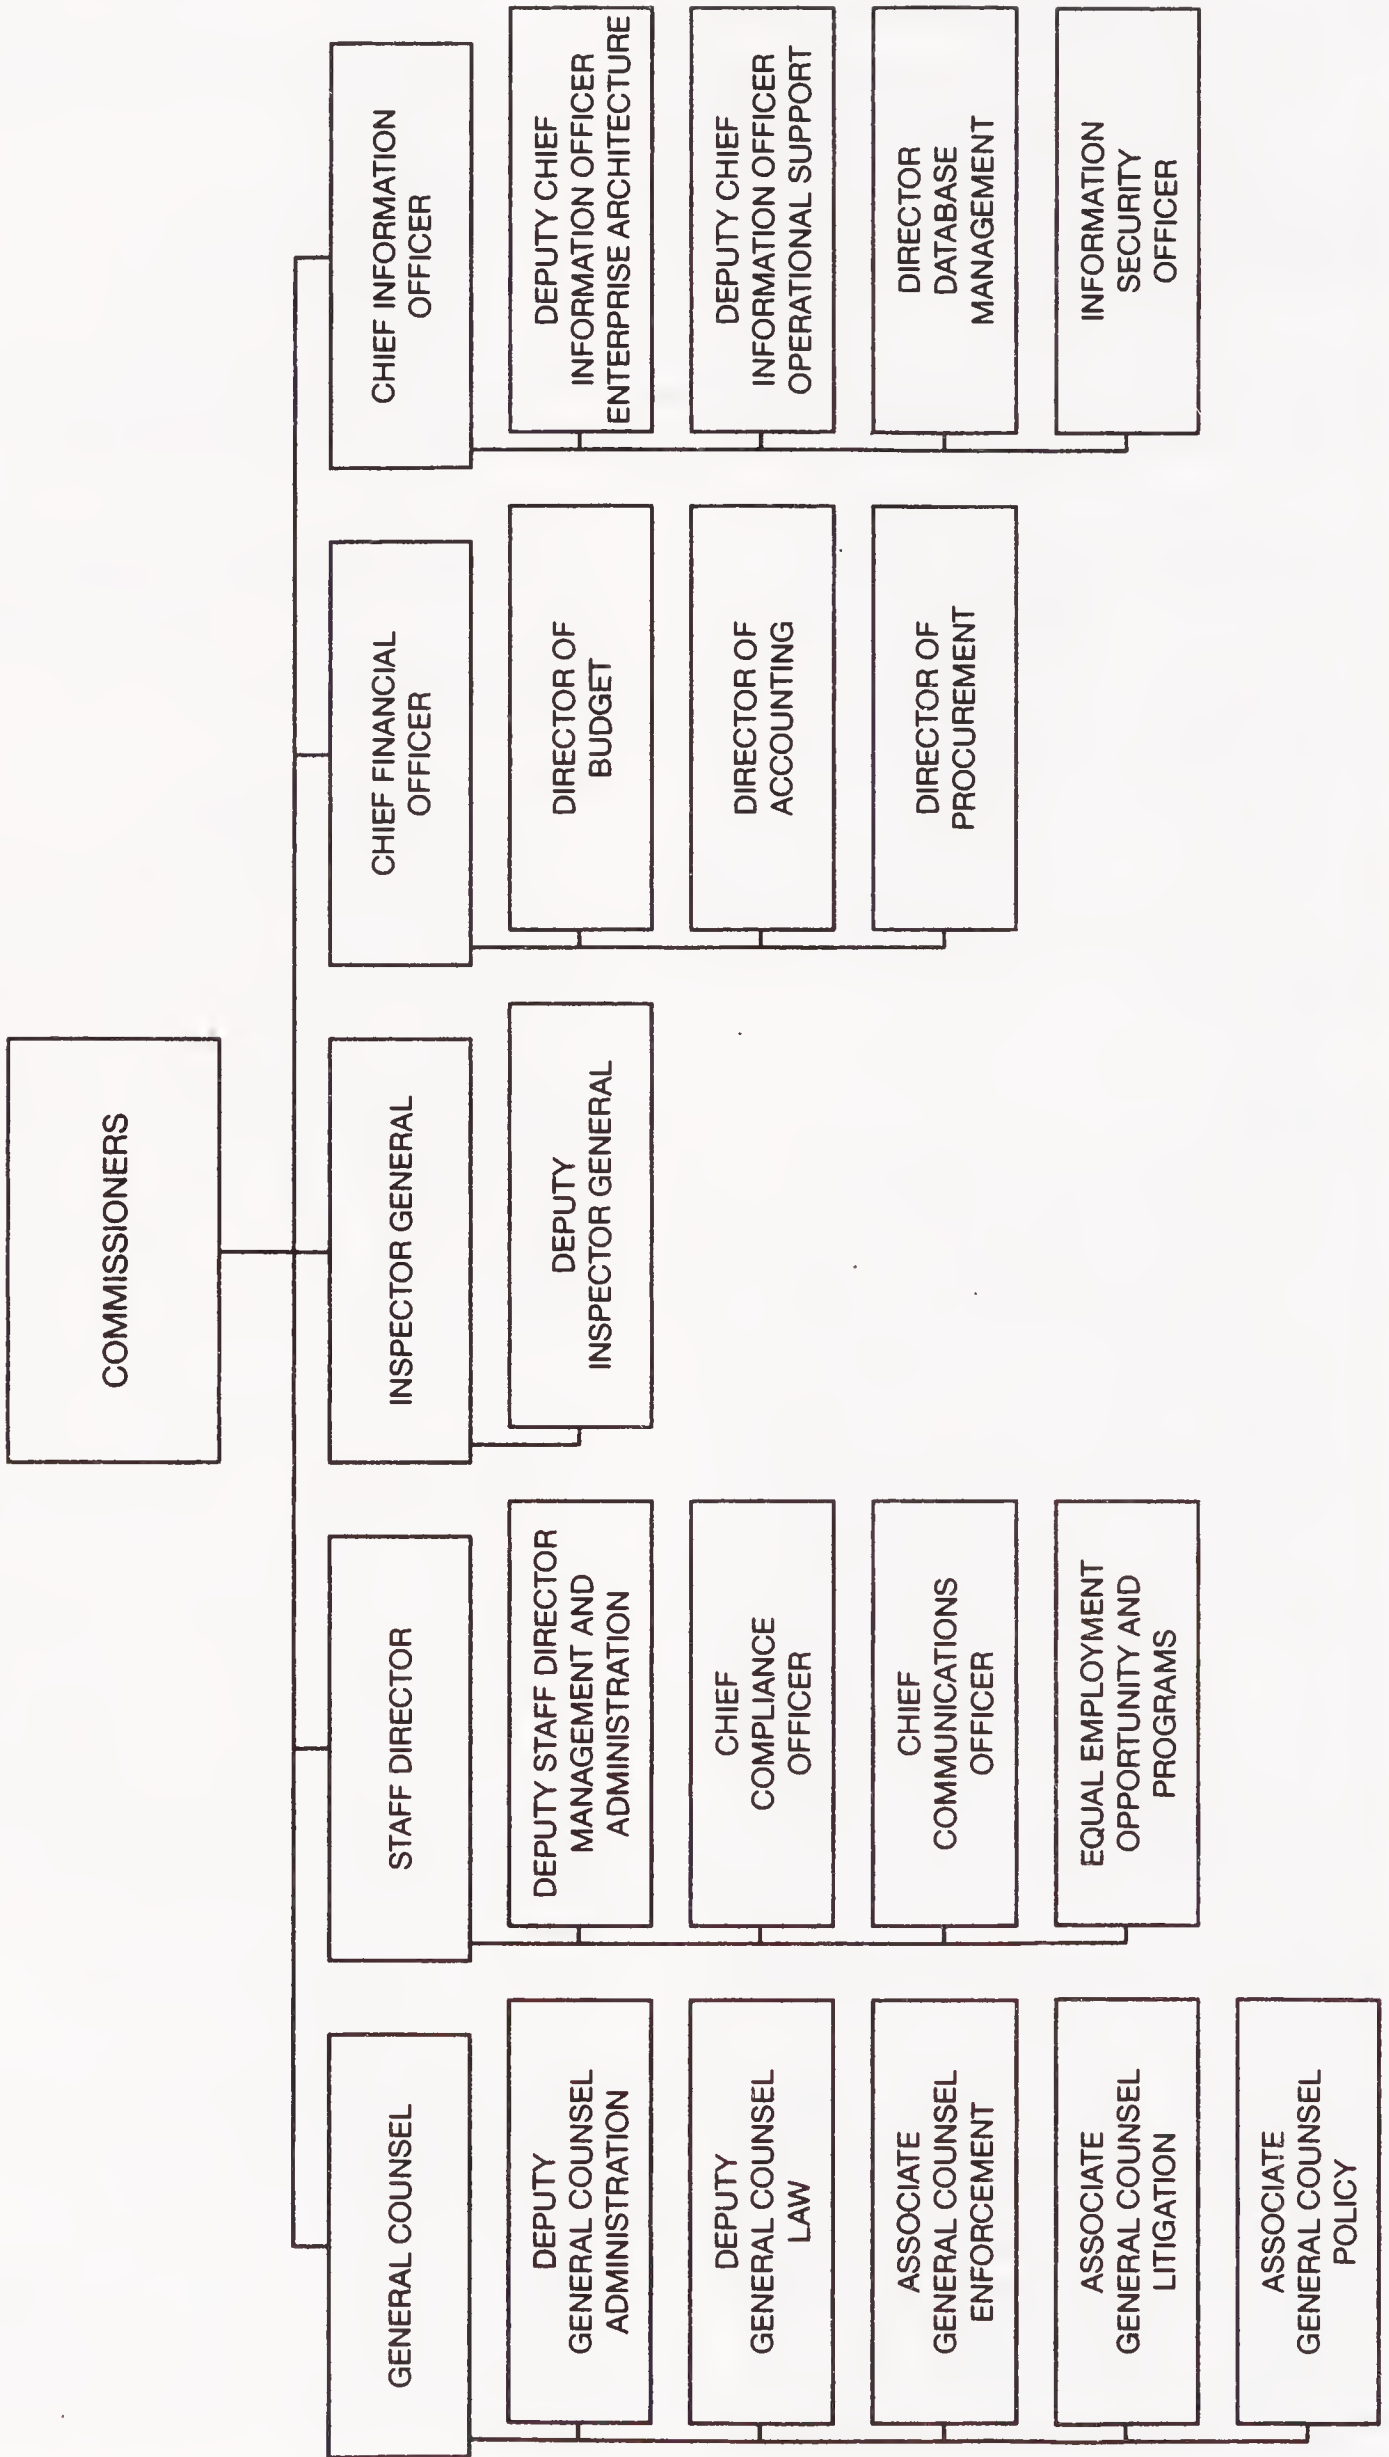 COMMISSIONERS
GENERAL COUNSEL
DEPUTY
GENERAL COUNSEL
ADMINISTRATION
DEPUTY
GENERAL COUNSEL
LAW
ASSOCIATE
GENERAL COUNSEL
ENFORCEMENT
ASSOCIATE
GENERAL COUNSEL
LITIGATION
ASSOCIATE
GENERAL COUNSEL
POLICY
STAFF DIRECTOR
DEPUTY STAFF DIRECTOR
MANAGEMENT AND
ADMINISTRATION
CHIEF
COMPLIANCE
OFFICER
CHIEF
COMMUNICATIONS
OFFICER
EQUAL EMPLOYMENT
OPPORTUNITY AND
PROGRAMS
INSPECTOR GENERAL
DEPUTY
INSPECTOR GENERAL
CHIEF FINANCIAL
OFFICER
DIRECTOR OF
BUDGET
DIRECTOR OF
ACCOUNTING
DIRECTOR OF
PROCUREMENT
CHIEF INFORMATION
OFFICER
DEPUTY CHIEF
INFORMATION OFFICER
ENTERPRISE ARCHITECTURE
DEPUTY CHIEF
INFORMATION OFFICER
OPERATIONAL SUPPORT
DIRECTOR
DATABASE
MANAGEMENT
INFORMATION
SECURITY
OFFICER